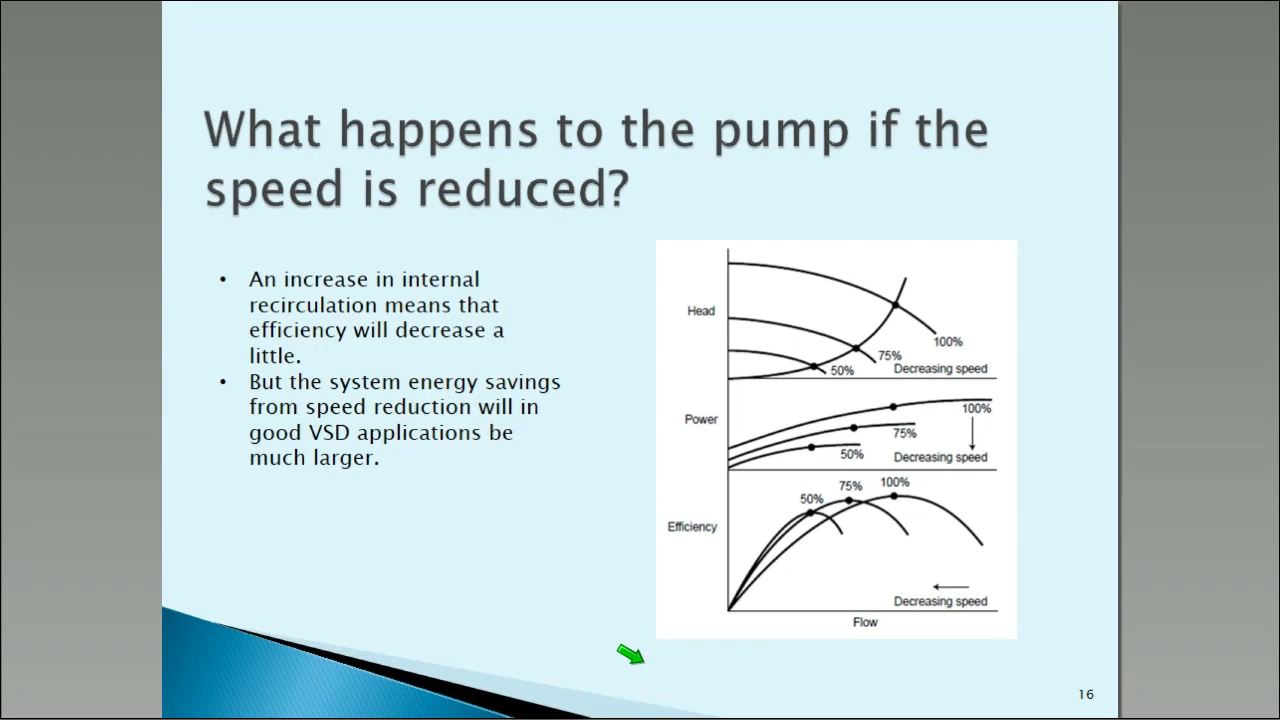 What happens to the pump if the
speed is reduced?
• An increase in internal
recirculation means that
efficiency will decrease a
little.
• But the system energy savings
from speed reduction will in
good VSD applications be
much larger.
Head
100%
75%
50%
Decreasing speed
Power
100%
75%
50%
Decreasing speed
50%
75%
100%
Efficiency
Decreasing speed
Flow
16